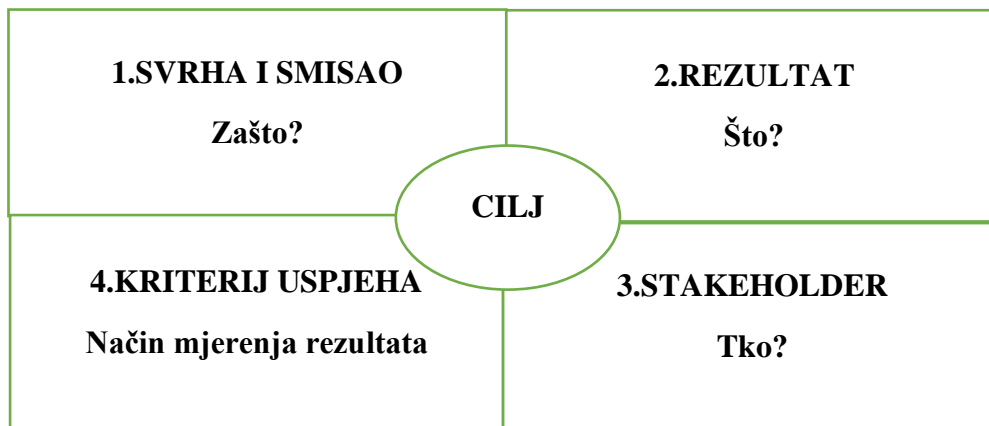 1.SVRHA I SMISAO
Zašto?
2.REZULTAT
Što?
CILJ
4.KRITERIJ USPJEHA
Način mjerenja rezultata
3.STAKEHOLDER
Tko?